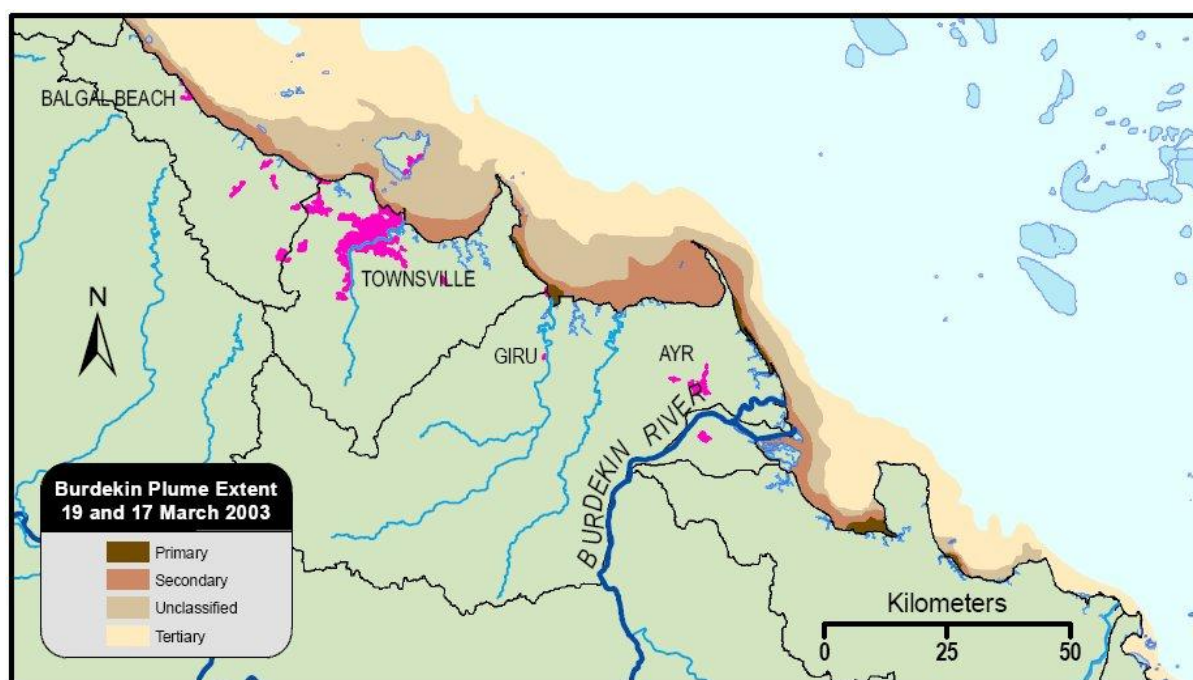 BALGAL BEACH
TOWNSVILLE
N
GIRU
AYR
BURDEKIN RIVER
Burdekin Plume Extent
19 and 17 March 2003
Primary
Secondary
Unclassified
Tertiary
Kilometers
0 25 50